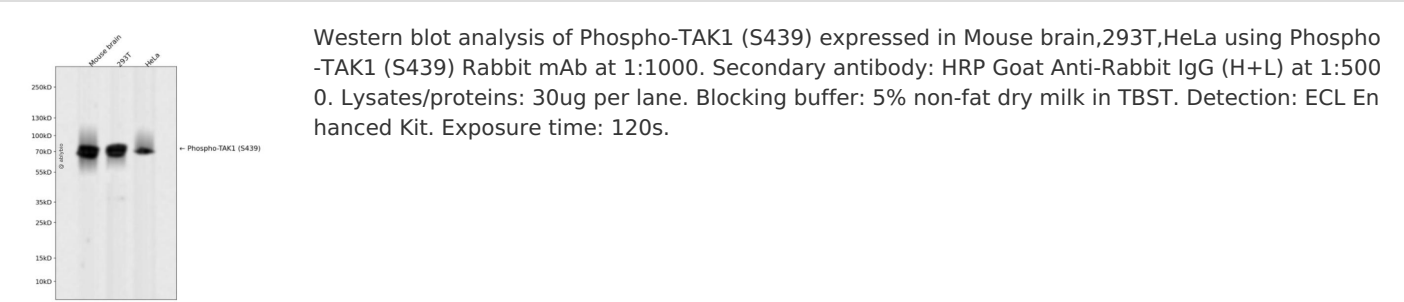 Mouse brain
293T
HeLa
250kD
130kD
100kD
70kD
55kD
35kD
25kD
15kD
10kD
© abybio
← Phospho-TAK1 (S439)
Western blot analysis of Phospho-TAK1 (S439) expressed in Mouse brain,293T,HeLa using Phospho
-TAK1 (S439) Rabbit mAb at 1:1000. Secondary antibody: HRP Goat Anti-Rabbit IgG (H+L) at 1:500
0. Lysates/proteins: 30ug per lane. Blocking buffer: 5% non-fat dry milk in TBST. Detection: ECL En
hanced Kit. Exposure time: 120s.